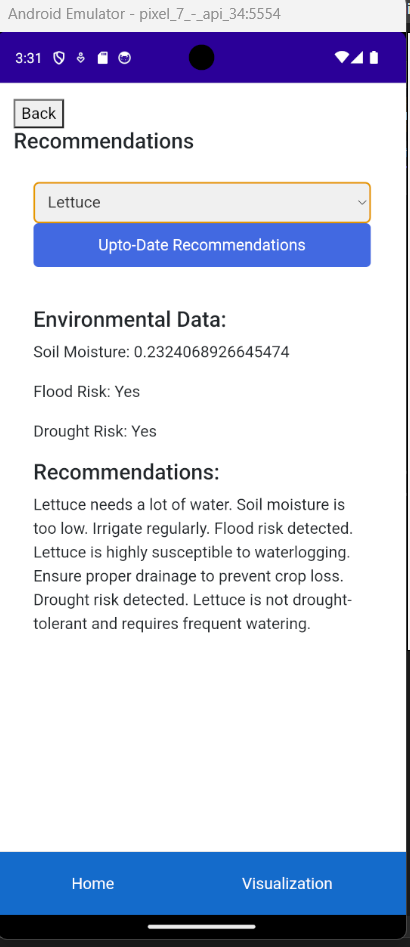 Android Emulator - pixel_7_-_api_34:5554
3:31
Back
Recommendations
Lettuce
Upto-Date Recommendations
Environmental Data:
Soil Moisture: 0.2324068926645474
Flood Risk: Yes
Drought Risk: Yes
Recommendations:
Lettuce needs a lot of water. Soil moisture is
too low. Irrigate regularly. Flood risk detected.
Lettuce is highly susceptible to waterlogging.
Ensure proper drainage to prevent crop loss.
Drought risk detected. Lettuce is not drought-
tolerant and requires frequent watering.
Home Visualization